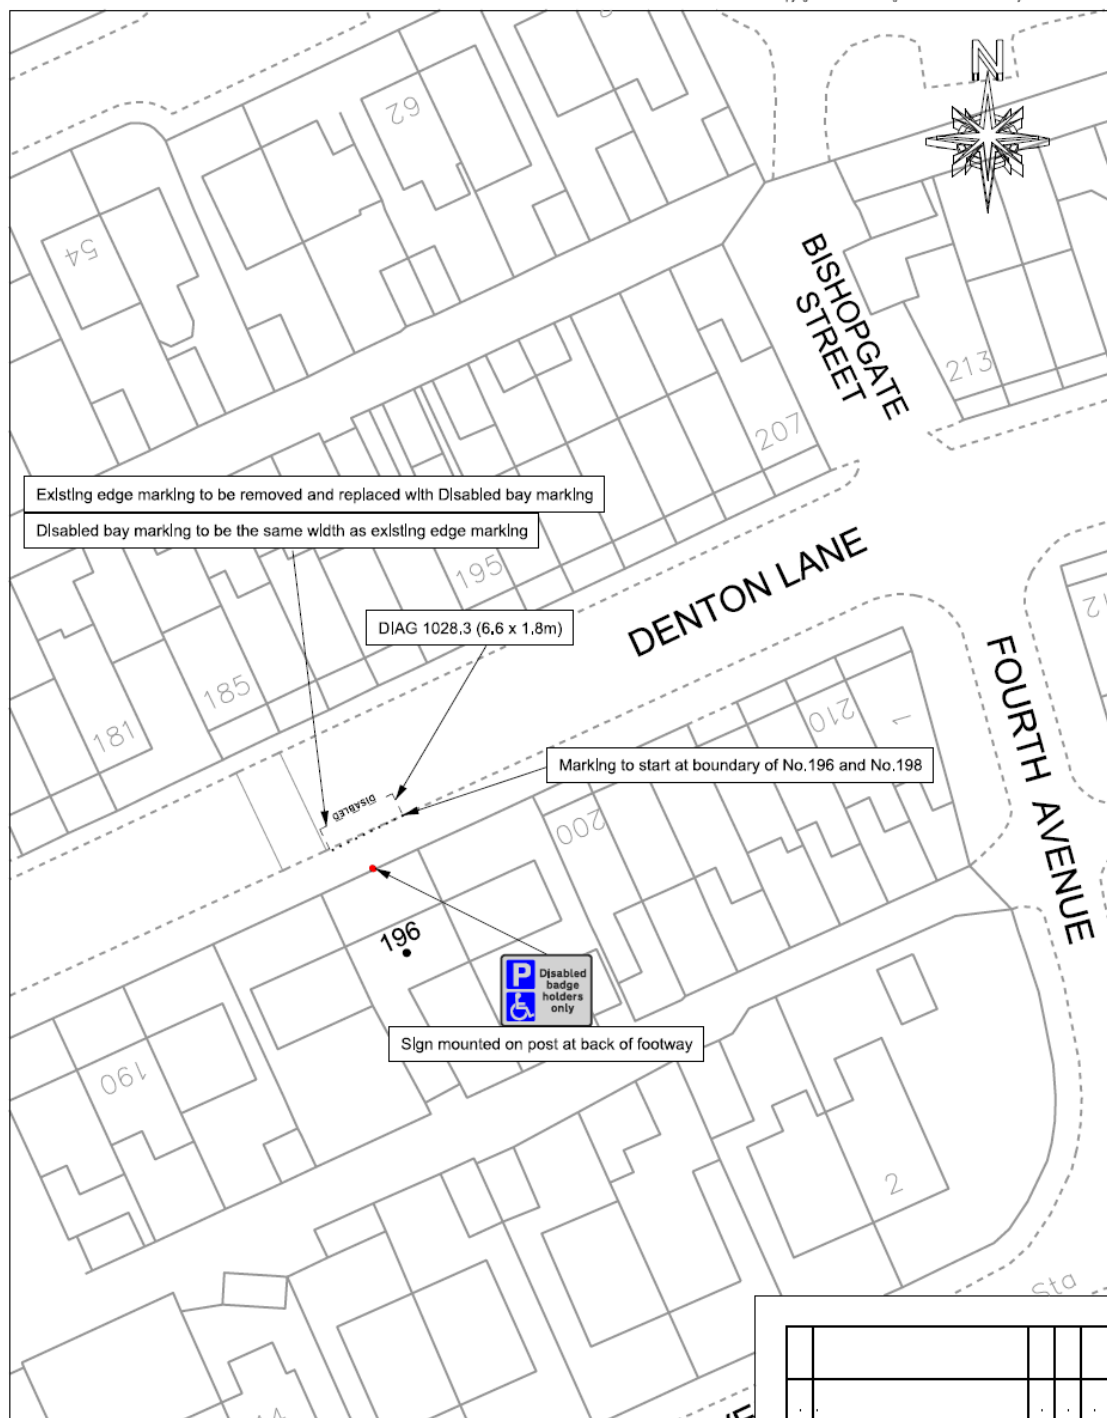 N
62
54
BISHOPGATE
STREET
213
207
Existing edge marking to be removed and replaced with Disabled bay marking
Disabled bay marking to be the same width as existing edge marking
195
DENTON LANE
DIAG 1028.3 (6.6 x 1.8m)
185
181
210
1
FOURTH AVENUE
Marking to start at boundary of No.196 and No.198
DISABLED
200
196
P
Disabled
badge
holders
only
Sign mounted on post at back of footway
190
2
Sta